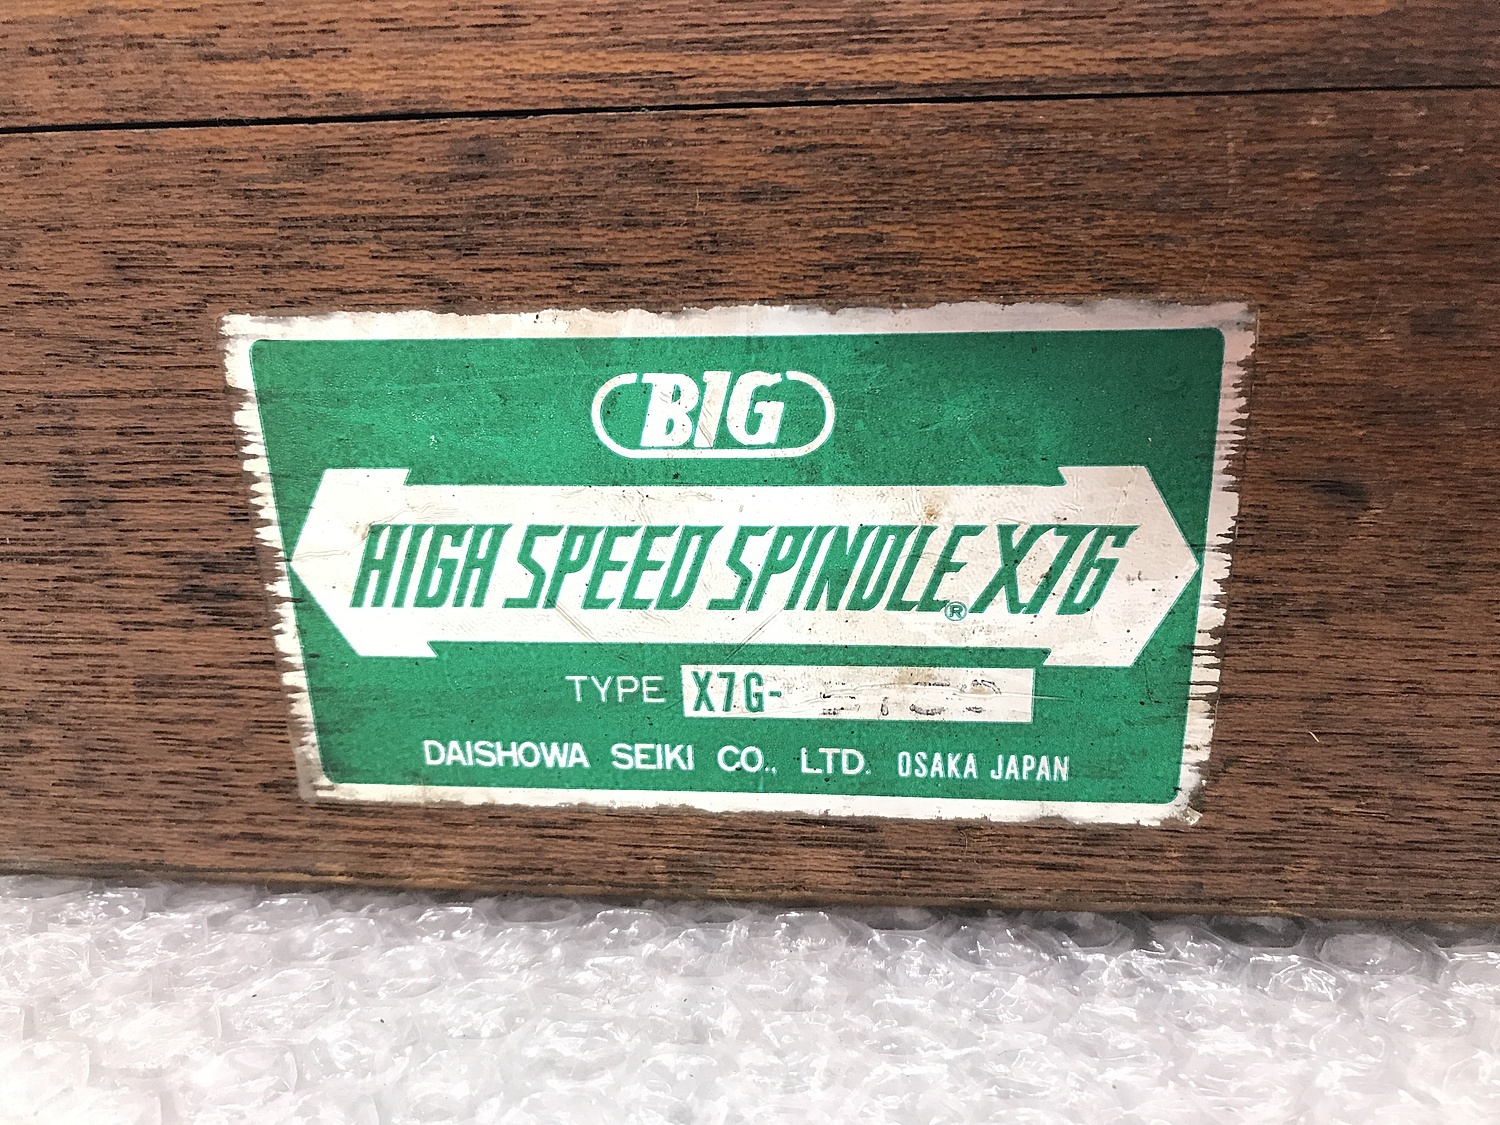 BIG
HIGH SPEED SPINDLE® X7G
TYPE X7G-
DAISHOWA SEIKI CO., LTD. OSAKA JAPAN